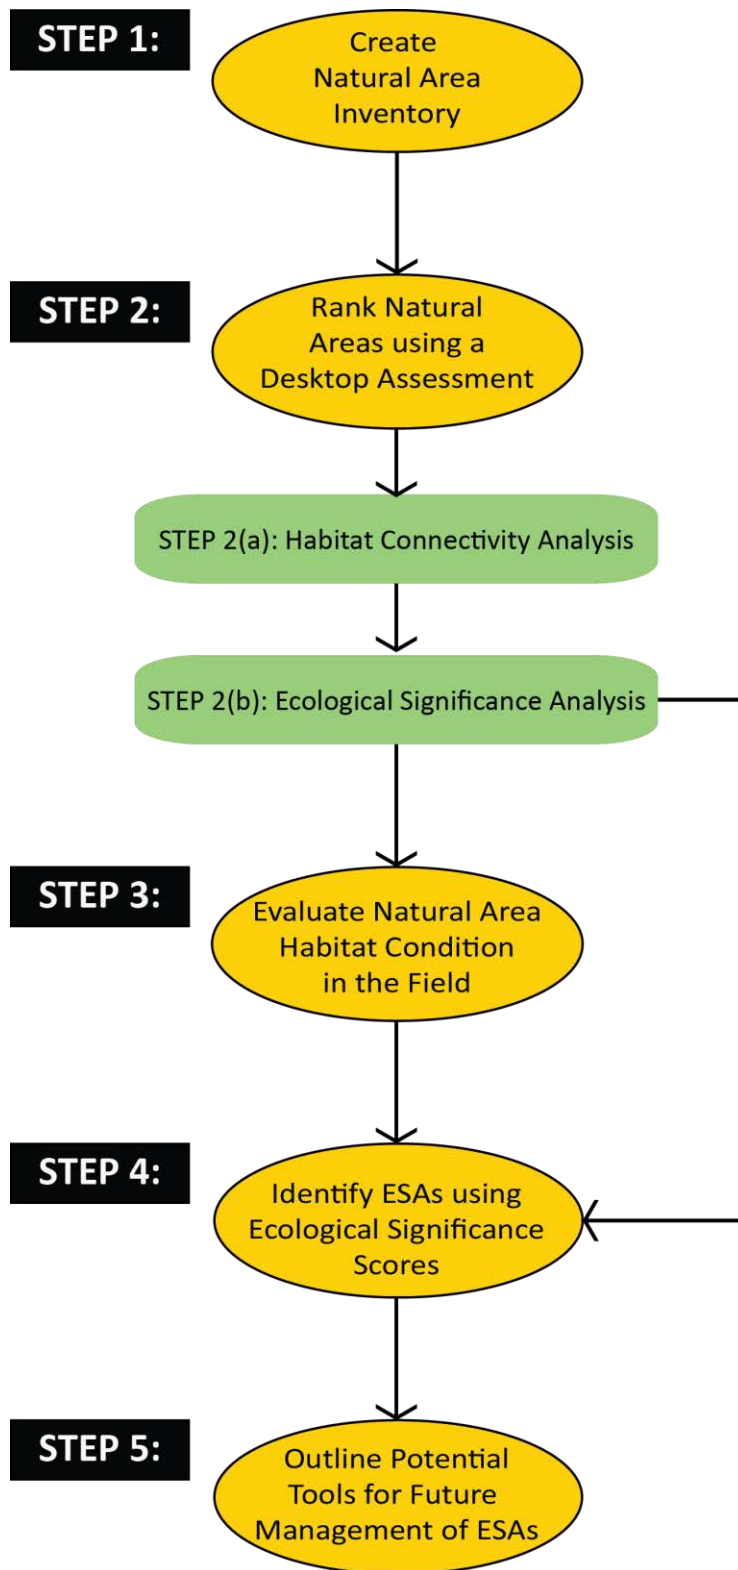 STEP 1:
Create
Natural Area
Inventory
STEP 2:
Rank Natural
Areas using a
Desktop Assessment
STEP 2(a): Habitat Connectivity Analysis
STEP 2(b): Ecological Significance Analysis
STEP 3:
Evaluate Natural Area
Habitat Condition
in the Field
STEP 4:
Identify ESAs using
Ecological Significance
Scores
STEP 5:
Outline Potential
Tools for Future
Management of ESAs